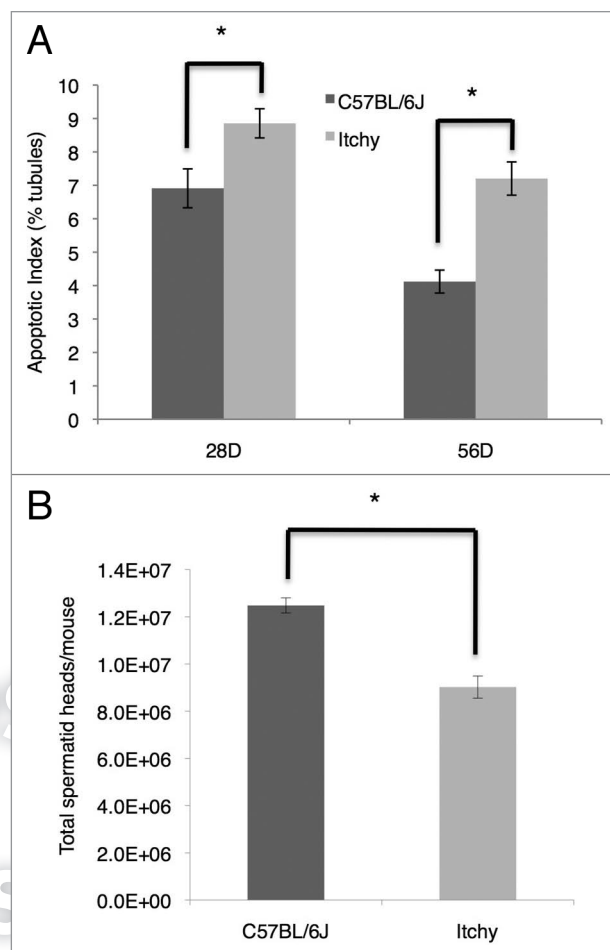 A
*
*
10
9
8
7
6
5
4
3
2
1
0
Apoptotic Index (% tubules)
C57BL/6J
Itchy
28D
56D
B
*
1.4E+07
1.2E+07
1.0E+07
8.0E+06
6.0E+06
4.0E+06
2.0E+06
0.0E+00
Total spermatid heads/mouse
C57BL/6J
Itchy